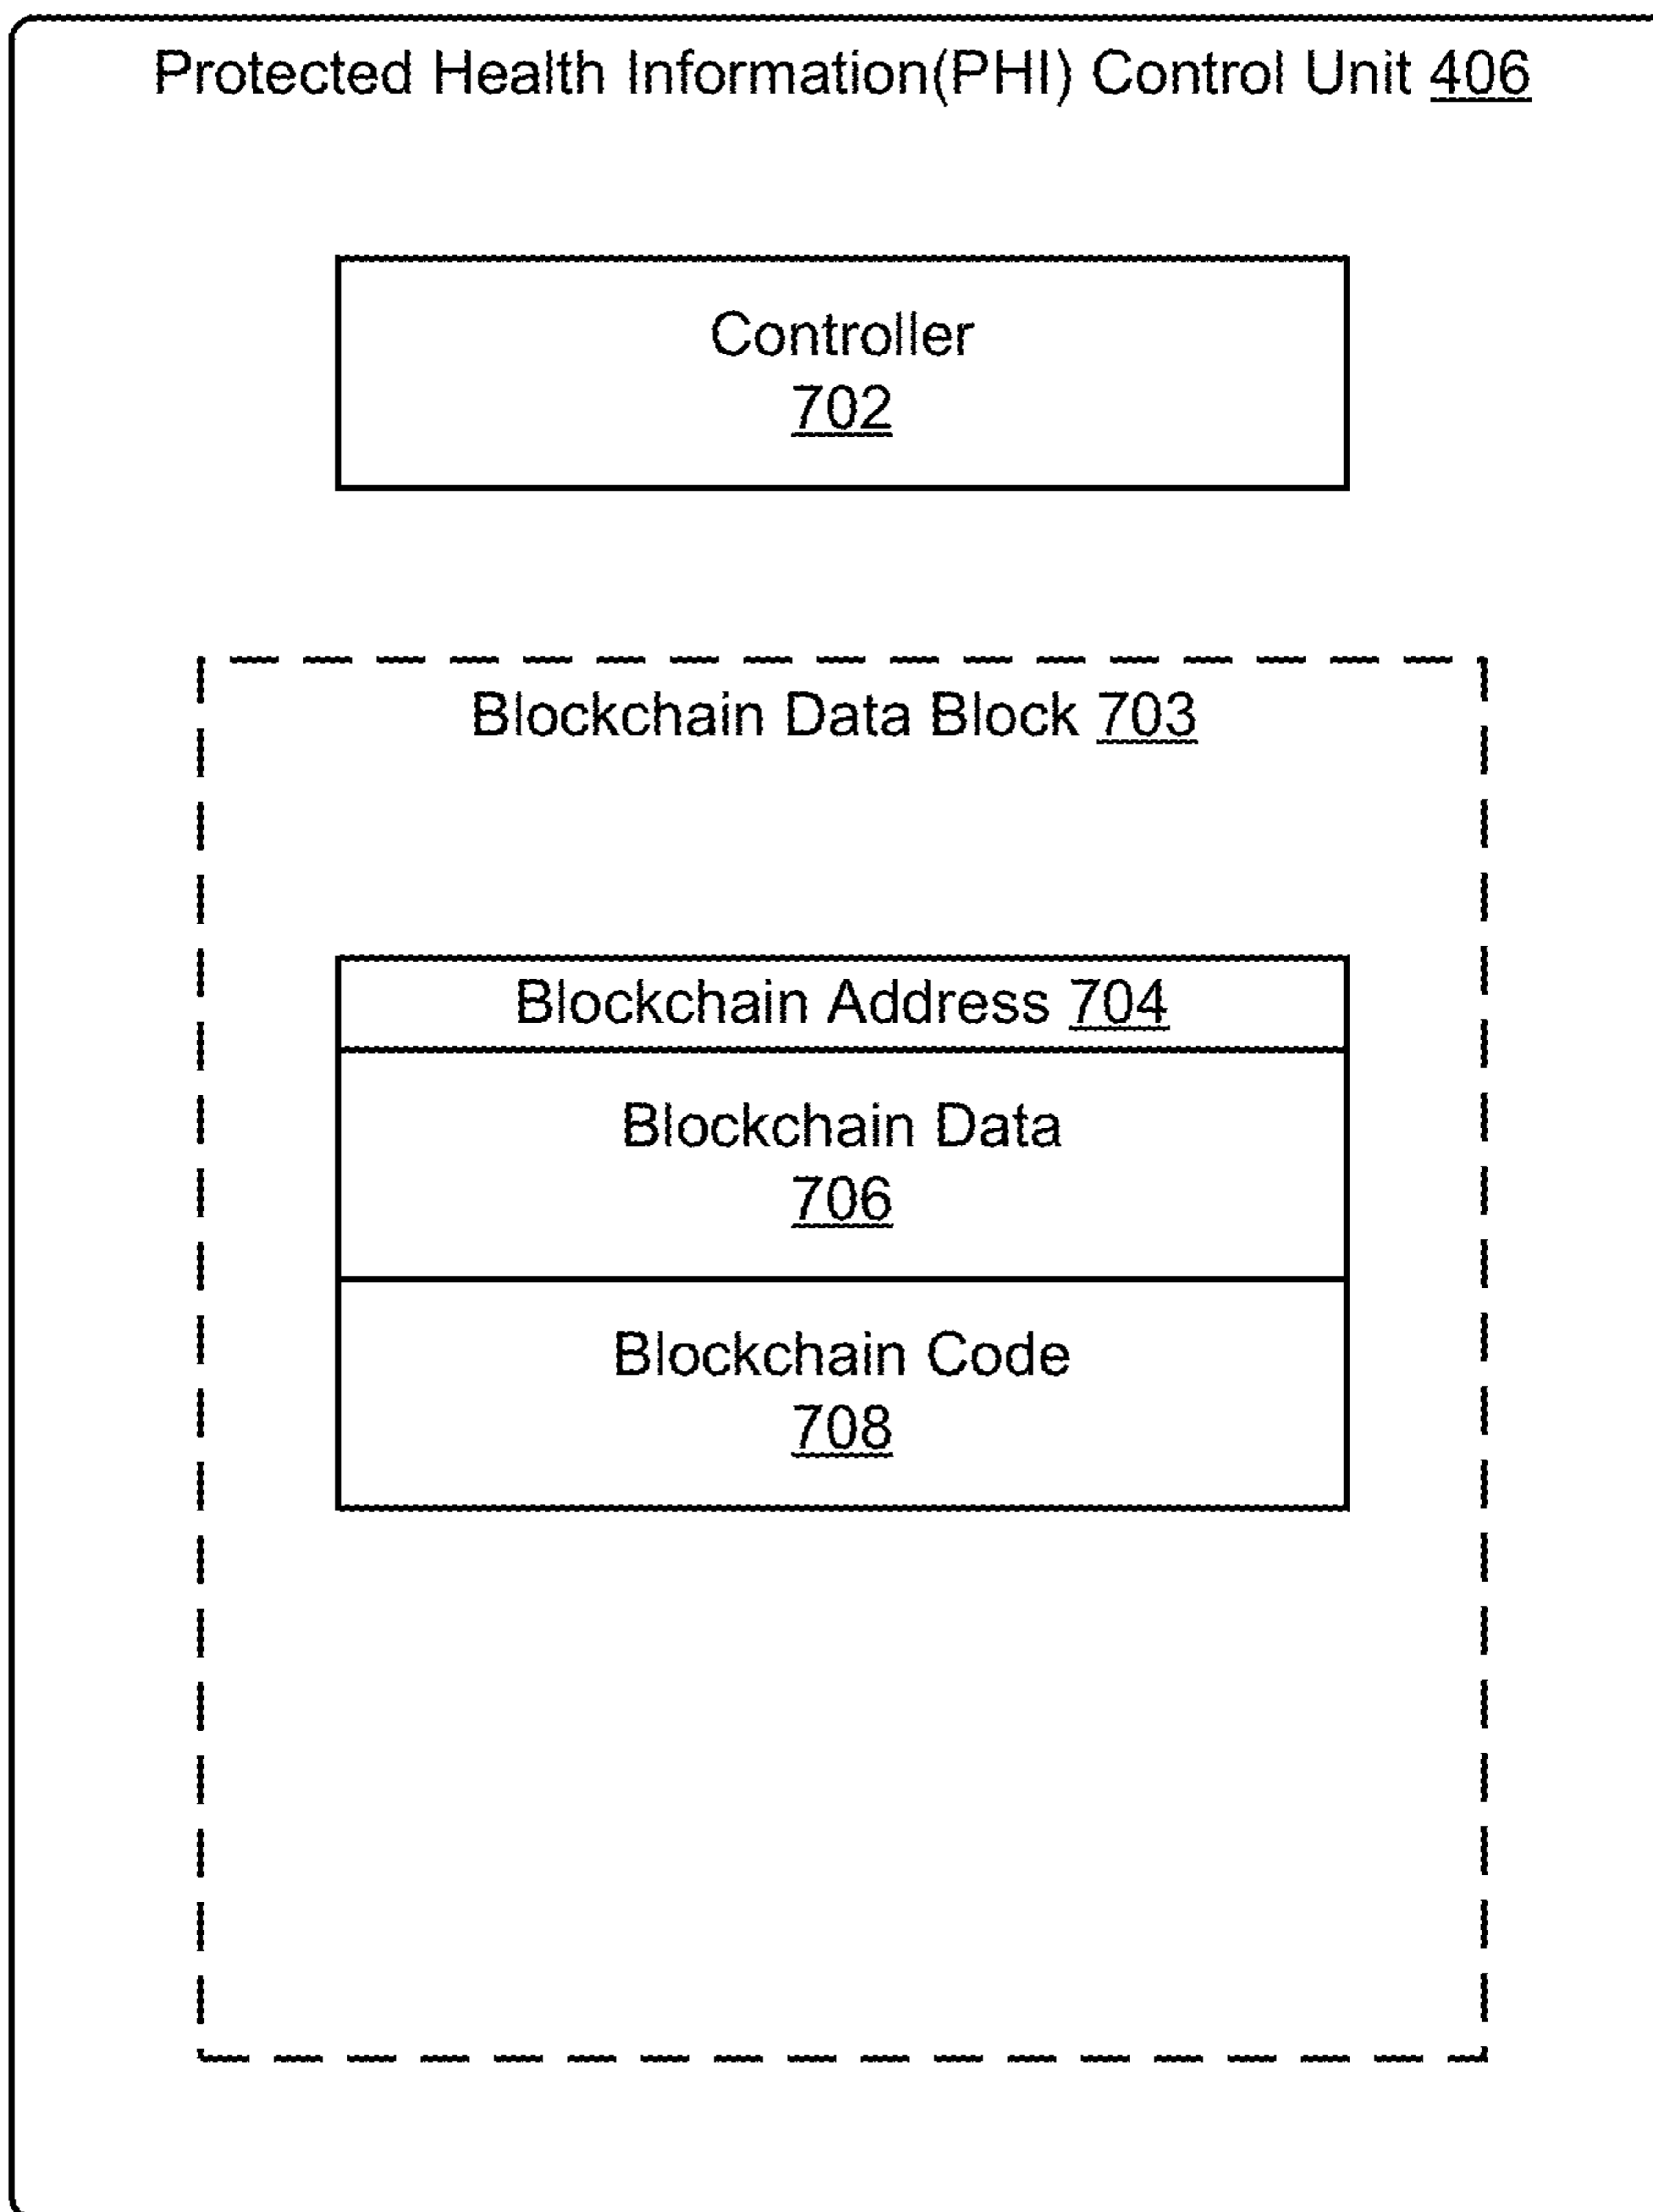 Protected Health Information(PHI) Control Unit 406
Controller
702
Blockchain Data Block 703
Blockchain Address 704
Blockchain Data
706
Blockchain Code
708